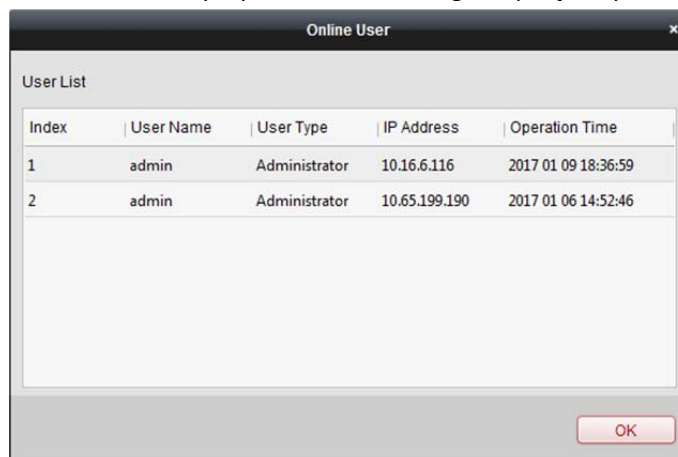 Online User ×
User List
Index User Name User Type IP Address Operation Time
1 admin Administrator 10.16.6.116 2017 01 09 18:36:59
2 admin Administrator 10.65.199.190 2017 01 06 14:52:46
OK